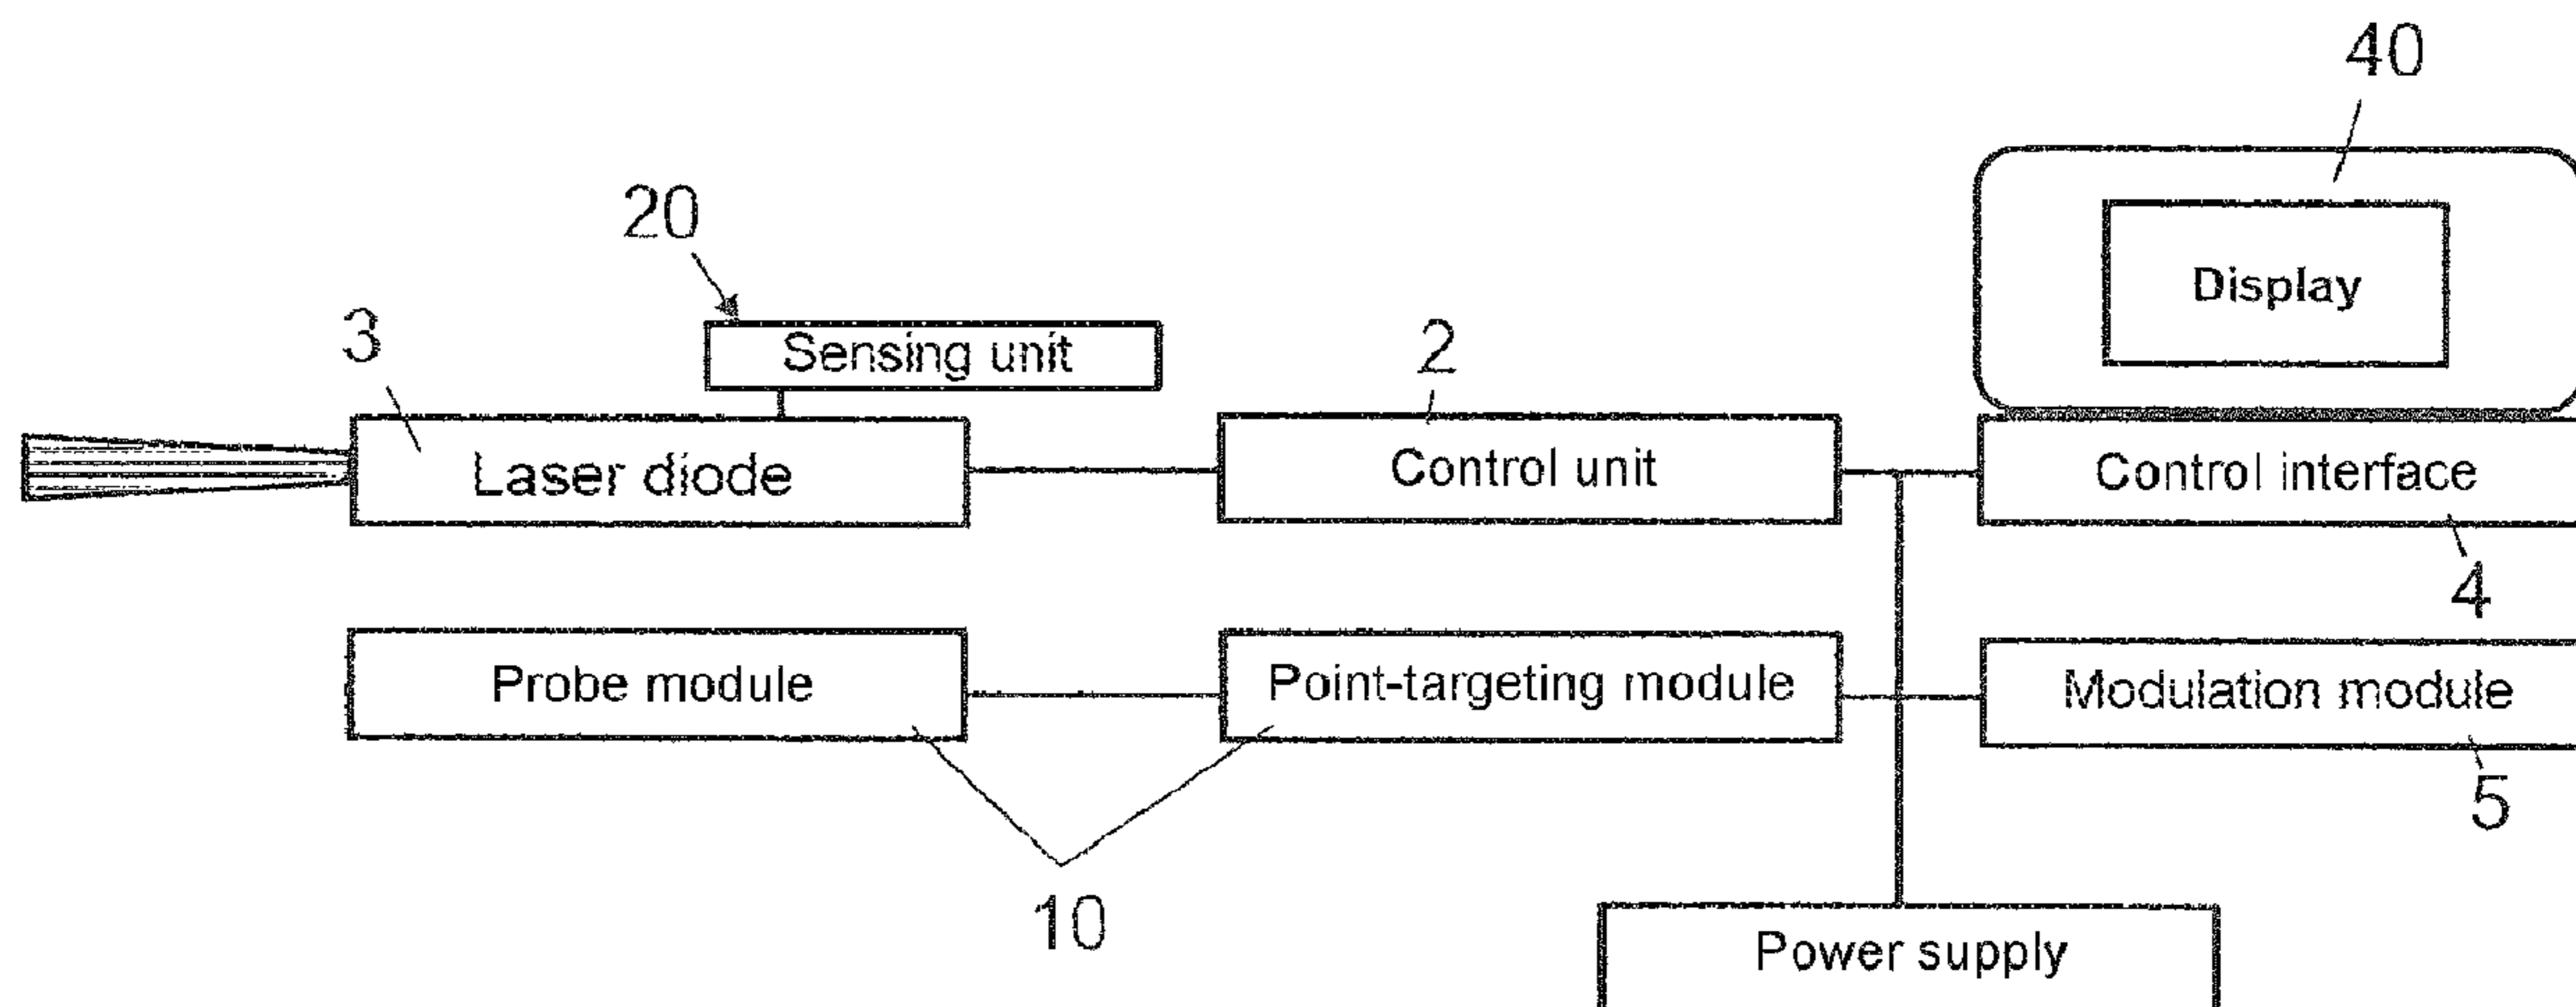 40
20
3
Sensing unit
2
Display
Laser diode
Control unit
Control interface
4
Probe module
Point-targeting module
Modulation module
5
10
Power supply